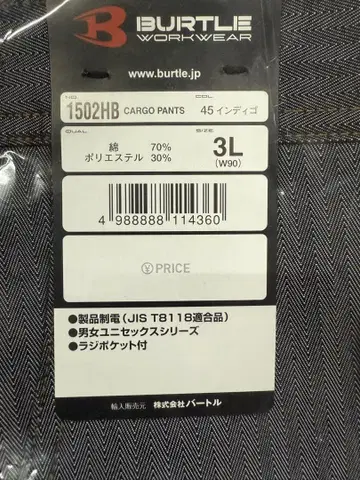 BURTLE
WORKWEAR
www.burtle.jp
NO. COL.
1502HB CARGO PANTS 45 インディゴ
QUAL. SIZE
綿 70%
ポリエステル 30%
3L
(W90)
4 988888 114360
Ⓨ PRICE
●製品制電(JIS T8118適合品)
●男女ユニセックスシリーズ
●ラジポケット付
輸入販売元 株式会社バートル